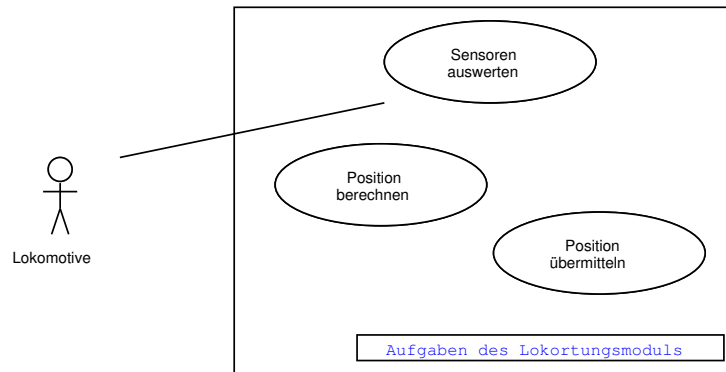 Sensoren
auswerten
Position
berechnen
Position
übermitteln
Lokomotive
Aufgaben des Lokortungsmoduls